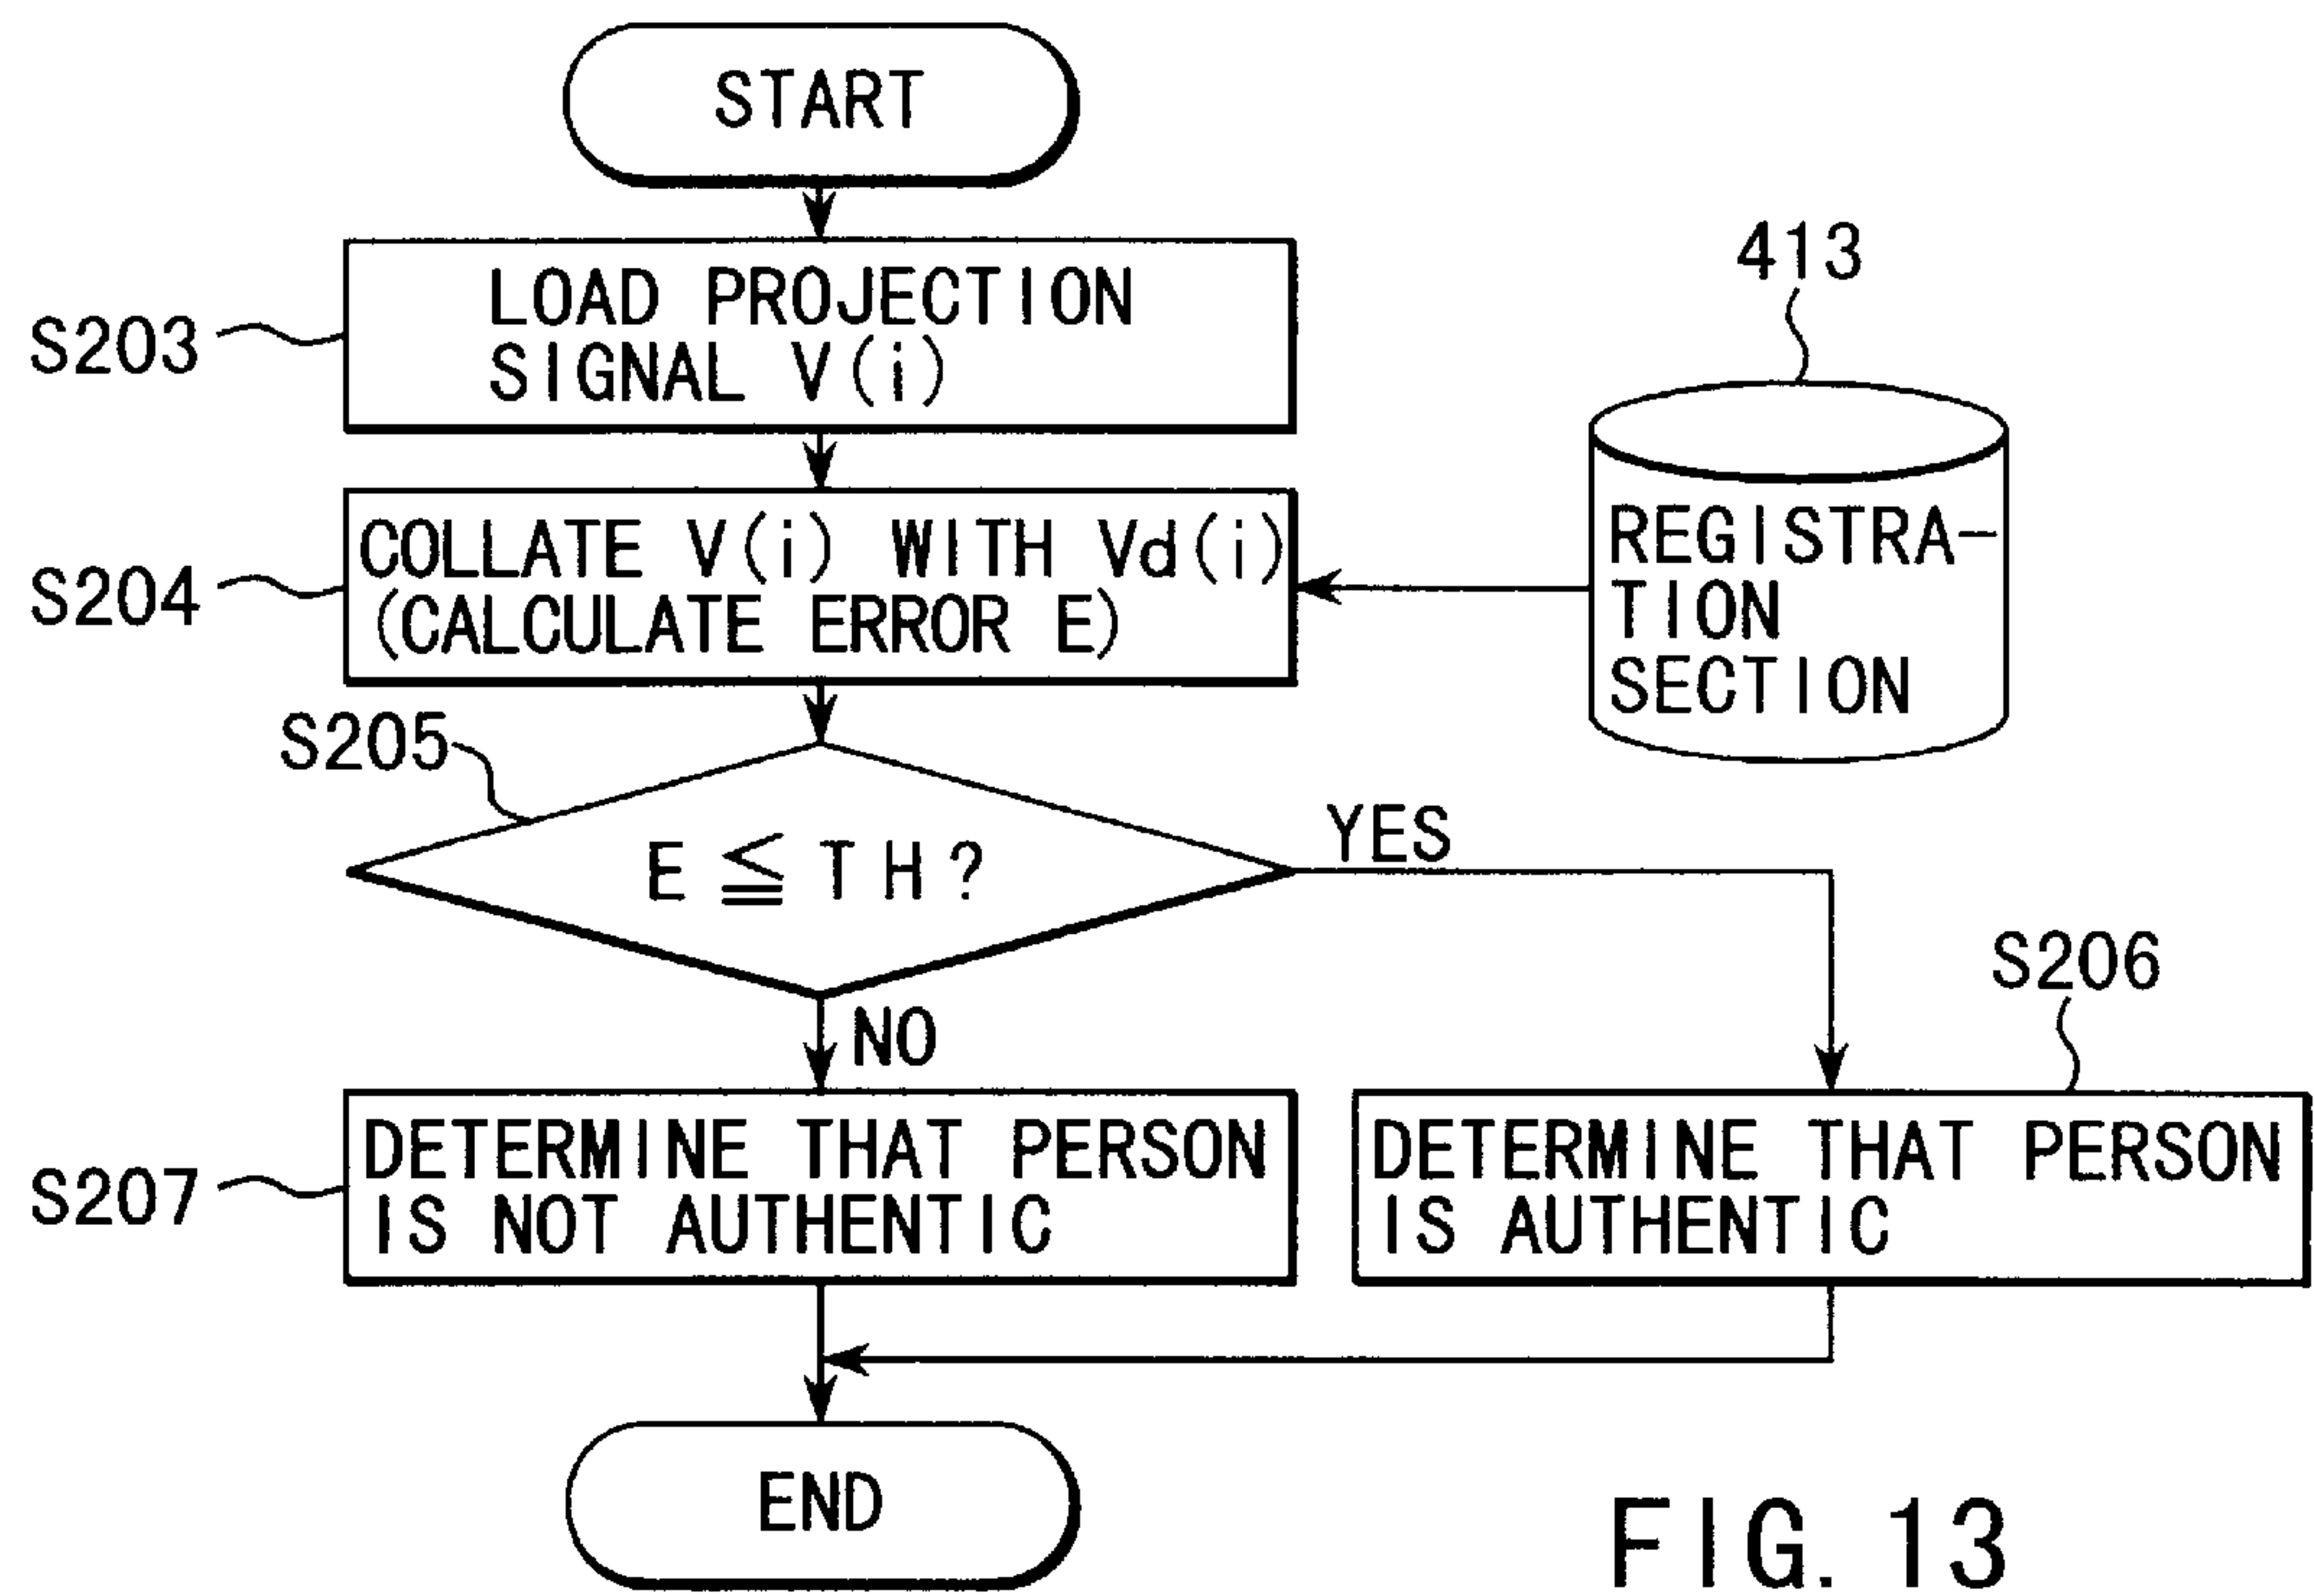 START
S203
LOAD PROJECTION
SIGNAL V(i)
413
S204
COLLATE V(i) WITH Vd(i)
(CALCULATE ERROR E)
REGISTRA-
TION
SECTION
S205
E ≦ TH?
YES
NO
S206
S207
DETERMINE THAT PERSON
IS NOT AUTHENTIC
DETERMINE THAT PERSON
IS AUTHENTIC
END
FIG. 13